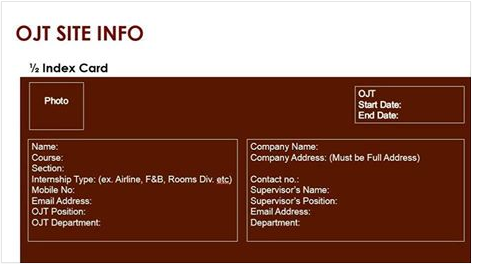 OJT SITE INFO
½ Index Card
Photo
OJT
Start Date:
End Date:
Name:
Course:
Section:
Internship Type: (ex. Airline, F&B, Rooms Div. etc)
Mobile No:
Email Address:
OJT Position:
OJT Department:
Company Name:
Company Address: (Must be Full Address)
Contact no.:
Supervisor's Name:
Supervisor's Position:
Email Address:
Department: